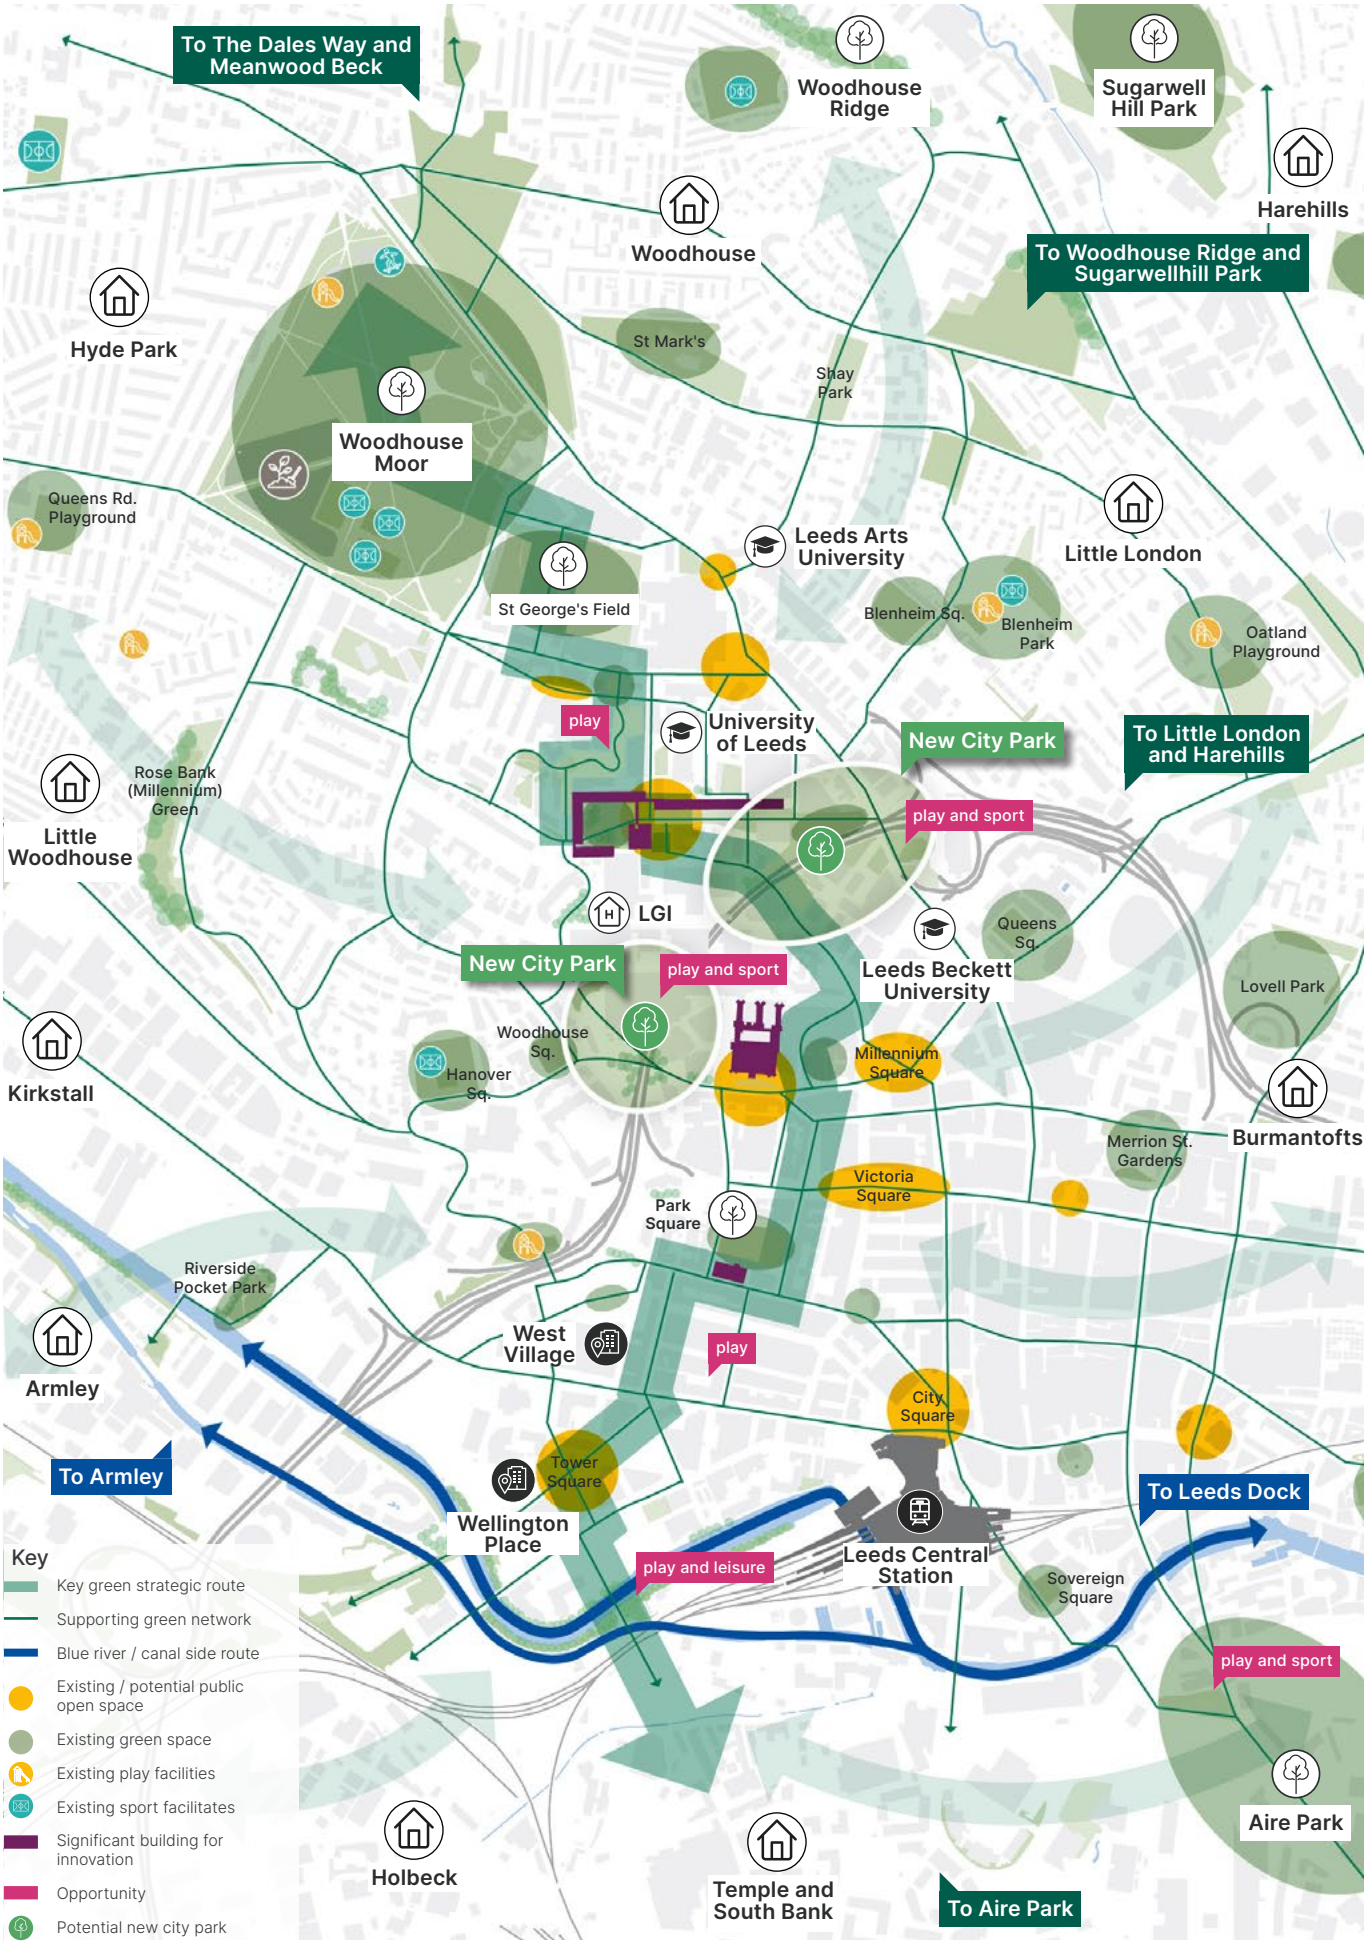 To The Dales Way and
Meanwood Beck
Woodhouse
Ridge
Sugarwell
Hill Park
Harehills
Woodhouse
To Woodhouse Ridge and
Sugarwellhill Park
Hyde Park
St Mark's
Shay
Park
Woodhouse
Moor
Queens Rd.
Playground
Leeds Arts
University
Little London
St George's Field
Blenheim Sq.
Blenheim
Park
Oatland
Playground
play
University
of Leeds
New City Park
To Little London
and Harehills
Rose Bank
(Millennium)
Green
play and sport
Little
Woodhouse
H
LGI
Queens
Sq.
New City Park
play and sport
Leeds Beckett
University
Lovell Park
Woodhouse
Sq.
Hanover
Sq.
Millennium
Square
Kirkstall
Burmantofts
Merrion St.
Gardens
Victoria
Square
Park
Square
Riverside
Pocket Park
West
Village
play
Armley
City
Square
To Armley
Tower
Square
To Leeds Dock
Wellington
Place
Leeds Central
Station
play and leisure
Sovereign
Square
play and sport
Aire Park
Holbeck
Temple and
South Bank
To Aire Park
Key
Key green strategic route
Supporting green network
Blue river / canal side route
Existing / potential public
open space
Existing green space
Existing play facilities
Existing sport facilitates
Significant building for
innovation
Opportunity
Potential new city park